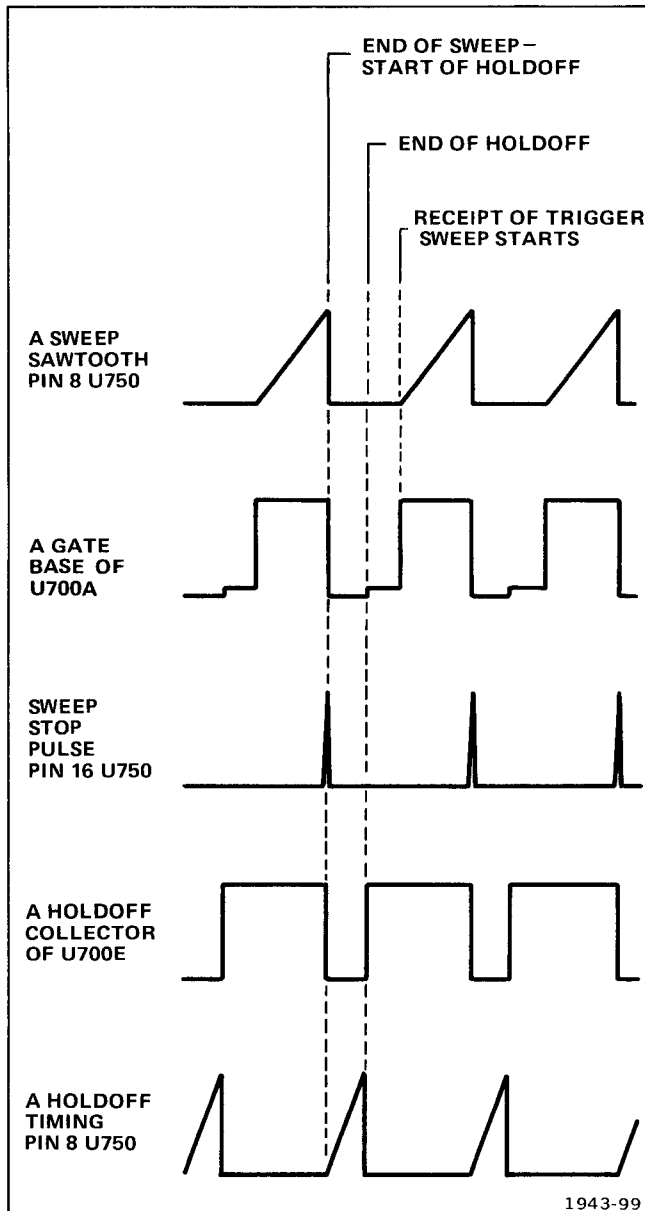 END OF SWEEP–
START OF HOLDOFF
END OF HOLDOFF
RECEIPT OF TRIGGER
SWEEP STARTS
A SWEEP
SAWTOOTH
PIN 8 U750
A GATE
BASE OF
U700A
SWEEP
STOP
PULSE
PIN 16 U750
A HOLDOFF
COLLECTOR
OF U700E
A HOLDOFF
TIMING
PIN 8 U750
1943-99